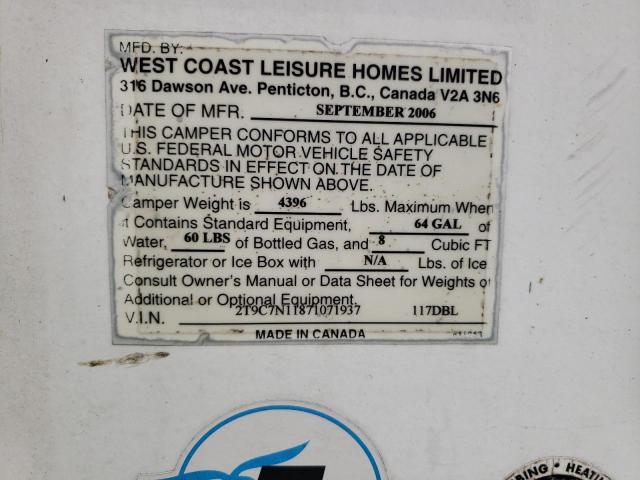 MFD. BY:
WEST COAST LEISURE HOMES LIMITED
316 Dawson Ave. Penticton, B.C., Canada V2A 3N6
DATE OF MFR. SEPTEMBER 2006
THIS CAMPER CONFORMS TO ALL APPLICABLE
U.S. FEDERAL MOTOR VEHICLE SAFETY
STANDARDS IN EFFECT ON THE DATE OF
MANUFACTURE SHOWN ABOVE.
Camper Weight is 4396 Lbs. Maximum When
it Contains Standard Equipment, 64 GAL of
Water, 60 LBS of Bottled Gas, and 8 Cubic FT
Refrigerator or Ice Box with N/A Lbs. of Ice
Consult Owner's Manual or Data Sheet for Weights of
Additional or Optional Equipment.
V.I.N. 2T9C7N1T871071937 117DBL
MADE IN CANADA
HEATI